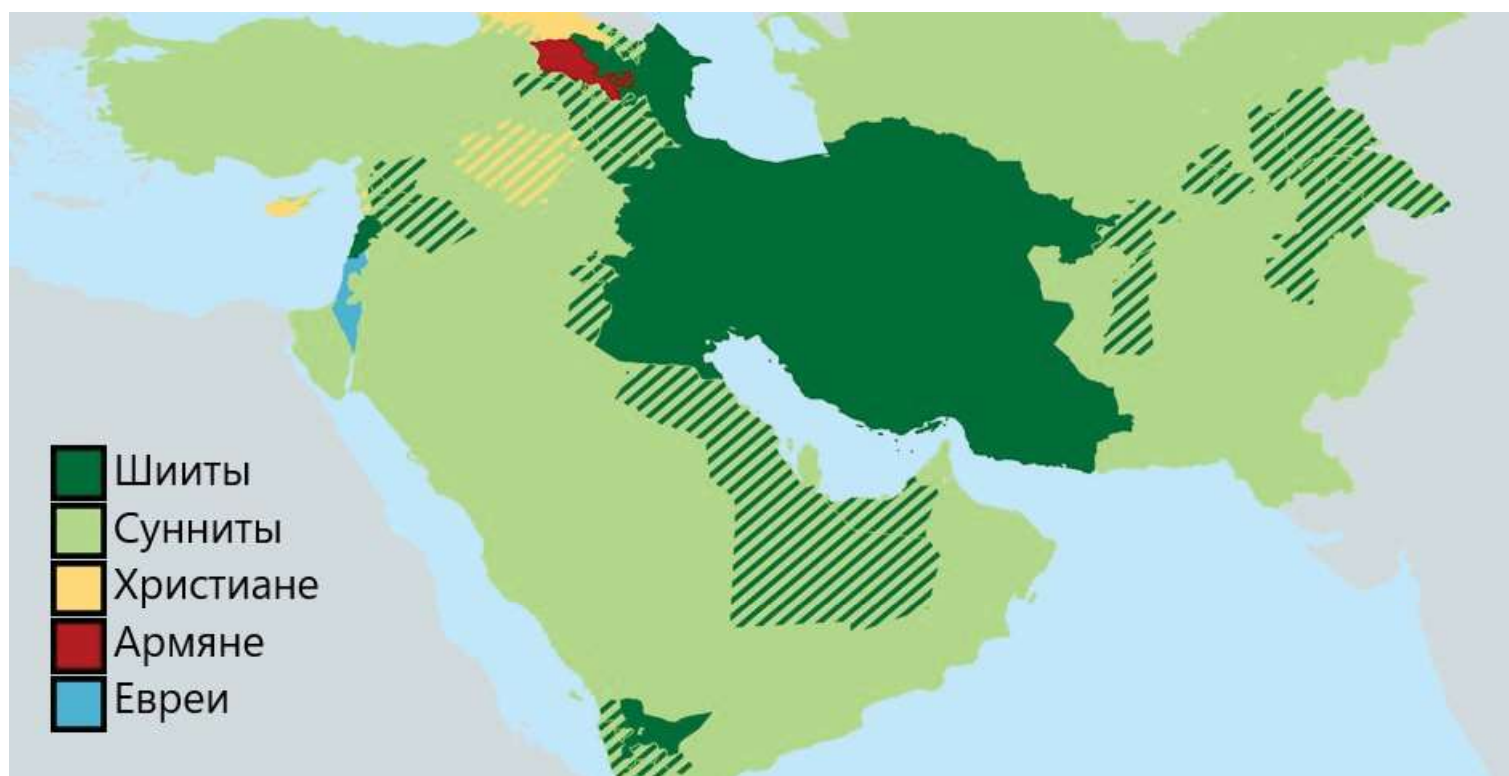 Шииты
Сунниты
Христиане
Армяне
Евреи